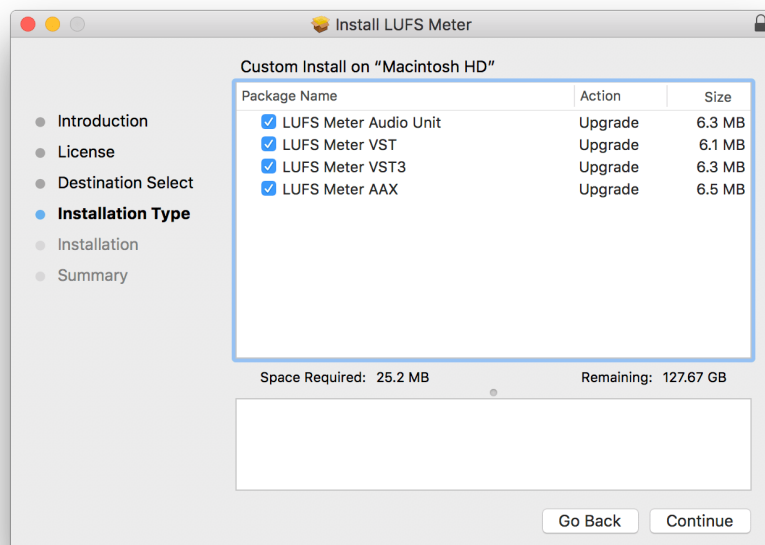 Install LUFS Meter
Custom Install on “Macintosh HD”
Introduction
License
Destination Select
Installation Type
Installation
Summary
Package Name Action Size
LUFS Meter Audio Unit Upgrade 6.3 MB
LUFS Meter VST Upgrade 6.1 MB
LUFS Meter VST3 Upgrade 6.3 MB
LUFS Meter AAX Upgrade 6.5 MB
Space Required: 25.2 MB Remaining: 127.67 GB
Go Back Continue